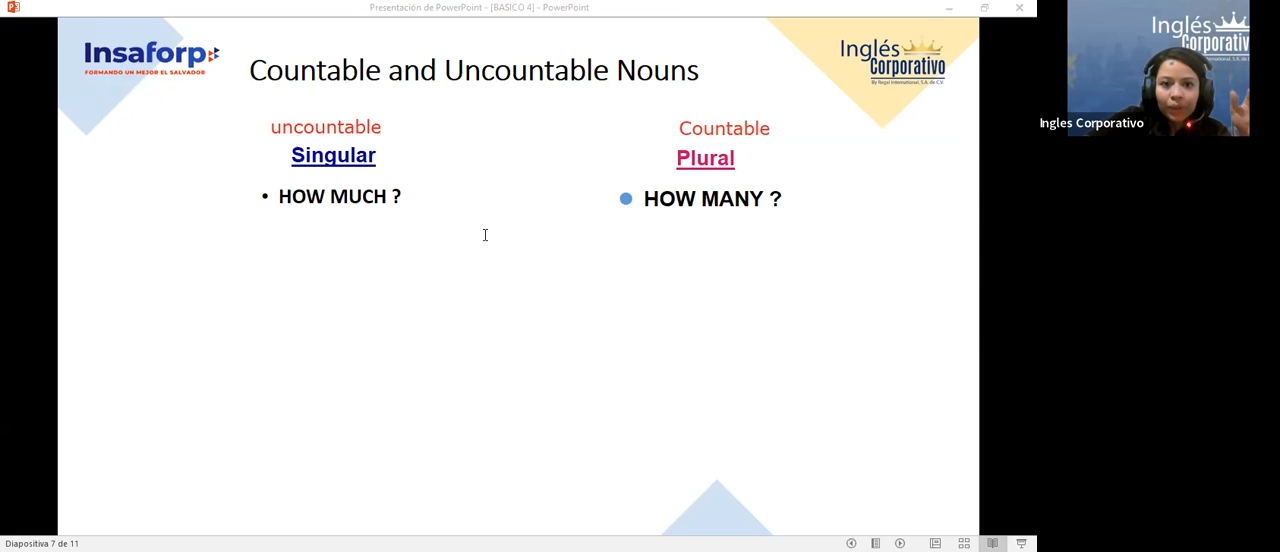 Presentación de PowerPoint - [BASICO 4] - PowerPoint
Insaforp
FORMANDO UN MEJOR EL SALVADOR
Countable and Uncountable Nouns
Inglés
Corporativo
By Regal International, S.A. de C.V.
uncountable
Singular
• HOW MUCH ?
Countable
Plural
HOW MANY ?
Diapositiva 7 de 11
Inglés
Corporativ
Ingles Corporativo